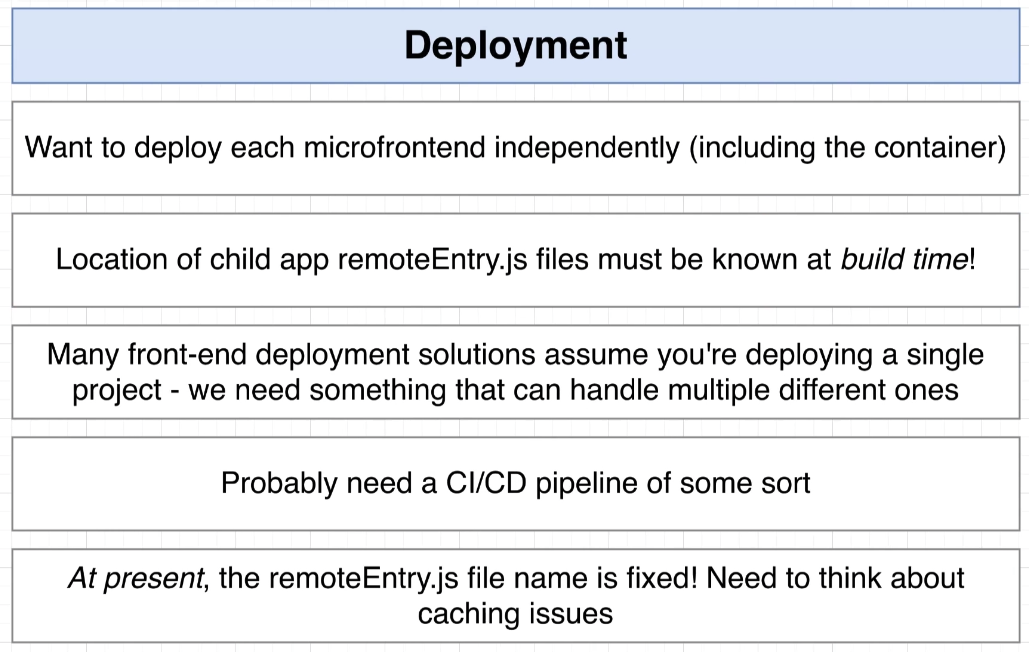 Deployment
Want to deploy each microfrontend independently (including the container)
Location of child app remoteEntry.js files must be known at build time!
Many front-end deployment solutions assume you're deploying a single
project - we need something that can handle multiple different ones
Probably need a CI/CD pipeline of some sort
At present, the remoteEntry.js file name is fixed! Need to think about
caching issues